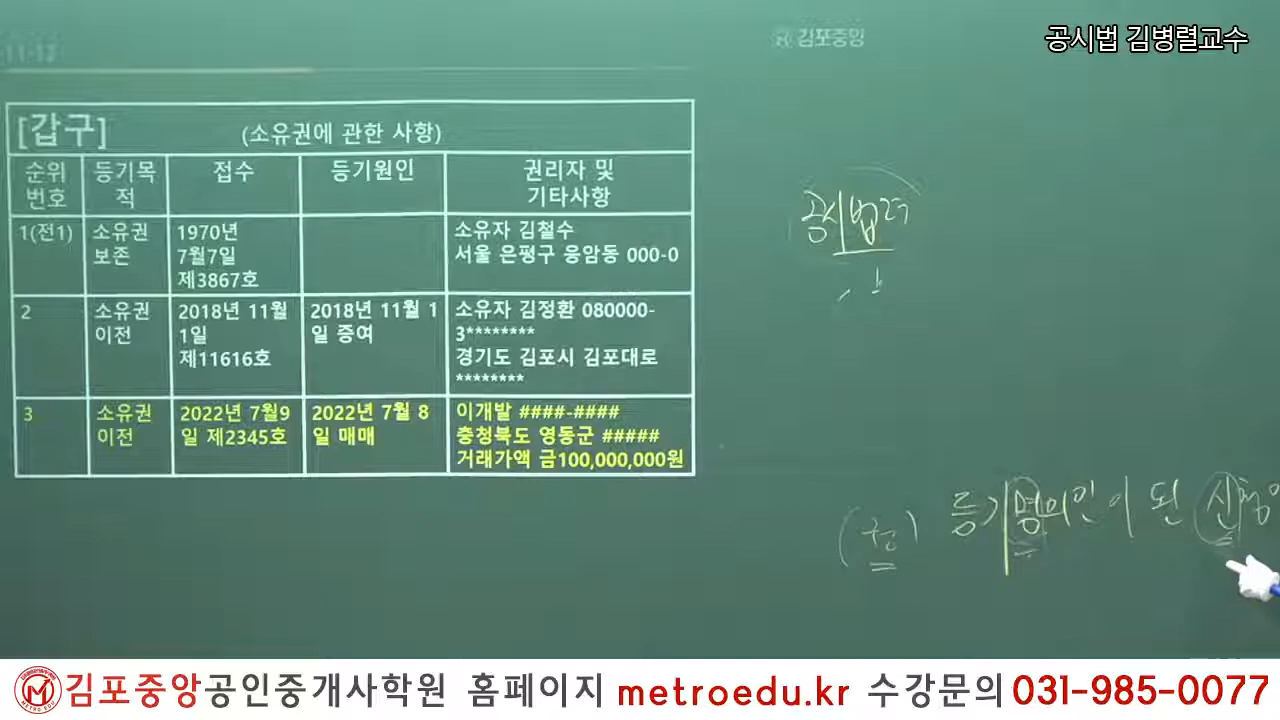 11-13
김포중앙
공시법 김병렬교수
[갑구] (소유권에 관한 사항)
순위 번호 등기목적 접수 등기원인 권리자 및 기타사항
1(전1) 소유권 보존 1970년 7월7일 제3867호 소유자 김철수 서울 은평구 응암동 000-0
2 소유권 이전 2018년 11월 1일 제11616호 2018년 11월 1일 증여 소유자 김정환 080000-3******** 경기도 김포시 김포대로 ********
3 소유권 이전 2022년 7월9일 제2345호 2022년 7월 8일 매매 이개발 ####-#### 충청북도 영동군 ##### 거래가액 금100,000,000원
공시법
등기명의인이 된 신청
김포중앙공인중개사학원 홈페이지 metroedu.kr 수강문의 031-985-0077